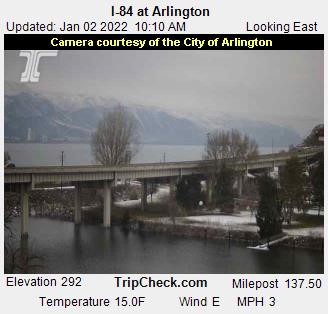 I-84 at Arlington
Updated: Jan 02 2022 10:10 AM Looking East
Camera courtesy of the City of Arlington
Elevation 292 TripCheck.com Milepost 137.50
Temperature 15.0F Wind E MPH 3